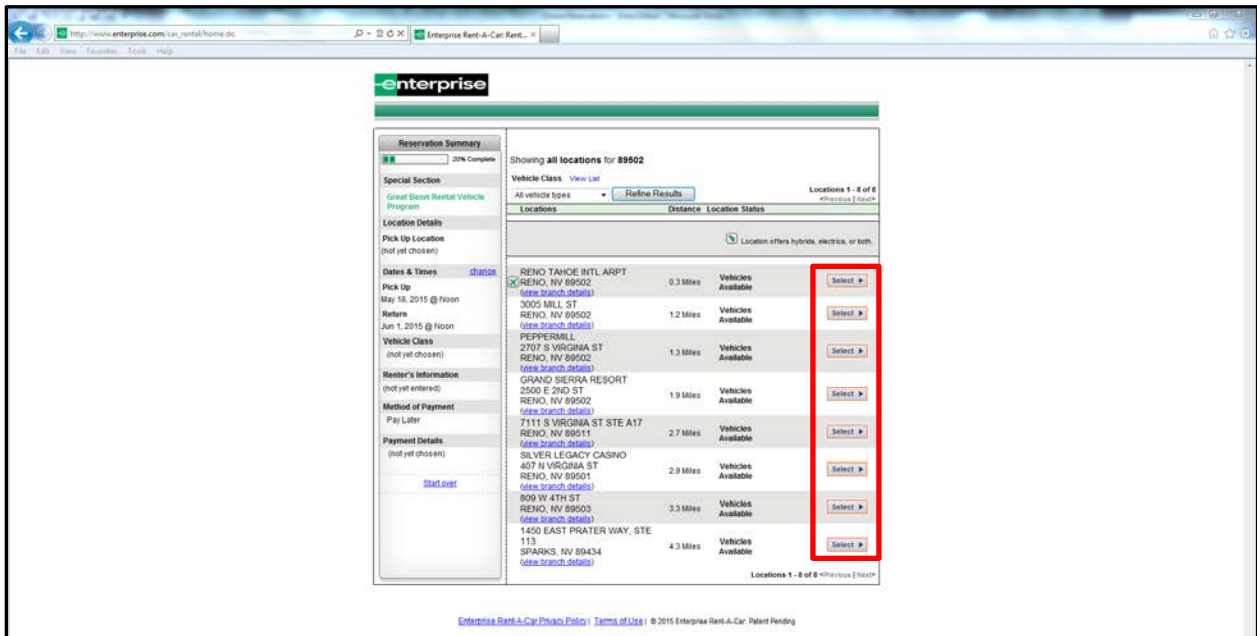 http://www.enterprise.com/car_rental/home.do
Enterprise Rent-A-Car: Rent...
File Edit View Favorites Tools Help
enterprise
Reservation Summary
20% Complete
Special Section
Great Basin Rental Vehicle
Program
Location Details
Pick Up Location
(not yet chosen)
Dates & Times change
Pick Up
May 18, 2015 @ Noon
Return
Jun 1, 2015 @ Noon
Vehicle Class
(not yet chosen)
Renter's Information
(not yet entered)
Method of Payment
Pay Later
Payment Details
(not yet chosen)
Start over
Showing all locations for 89502
Vehicle Class View List
All vehicle types Refine Results
Locations 1 - 8 of 8
<Previous | Next>
Locations Distance Location Status
Location offers hybrids, electrics, or both.
RENO TAHOE INTL ARPT
RENO, NV 89502
(view branch details)
0.3 Miles
Vehicles
Available
Select
3005 MILL ST
RENO, NV 89502
(view branch details)
1.2 Miles
Vehicles
Available
Select
PEPPERMILL
2707 S VIRGINIA ST
RENO, NV 89502
(view branch details)
1.3 Miles
Vehicles
Available
Select
GRAND SIERRA RESORT
2500 E 2ND ST
RENO, NV 89502
(view branch details)
1.9 Miles
Vehicles
Available
Select
7111 S VIRGINIA ST STE A17
RENO, NV 89511
(view branch details)
2.7 Miles
Vehicles
Available
Select
SILVER LEGACY CASINO
407 N VIRGINIA ST
RENO, NV 89501
(view branch details)
2.9 Miles
Vehicles
Available
Select
809 W 4TH ST
RENO, NV 89503
(view branch details)
3.3 Miles
Vehicles
Available
Select
1450 EAST PRATER WAY, STE
113
SPARKS, NV 89434
(view branch details)
4.3 Miles
Vehicles
Available
Select
Locations 1 - 8 of 8 <Previous | Next>
Enterprise Rent-A-Car Privacy Policy | Terms of Use | © 2015 Enterprise Rent-A-Car. Patent Pending